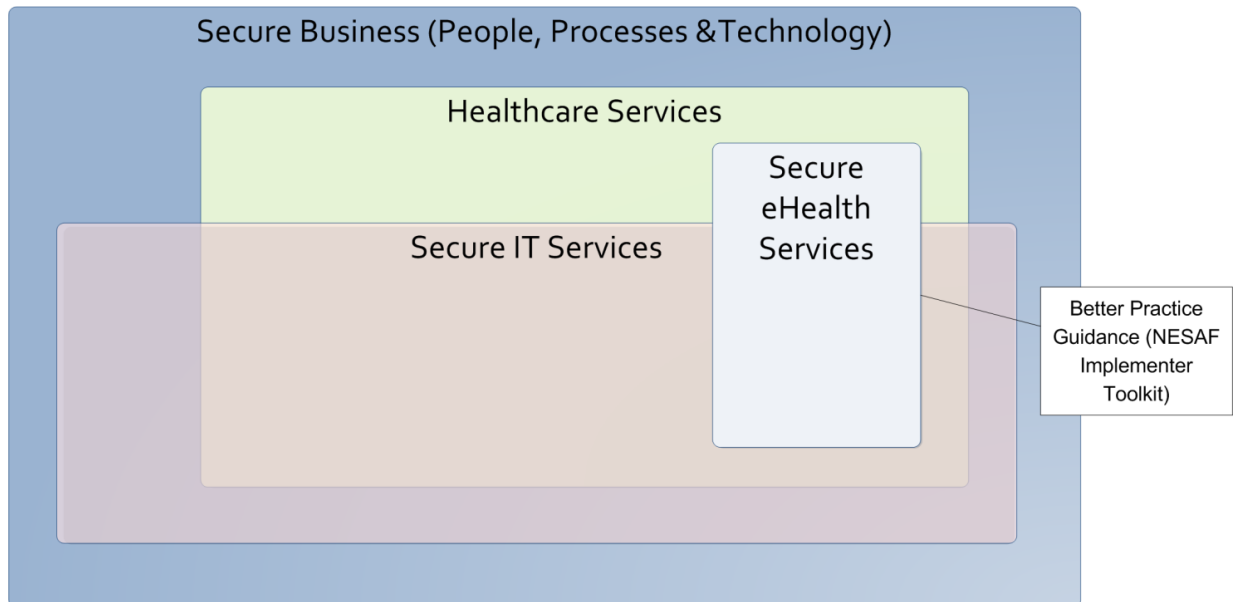 Secure Business (People, Processes &Technology)
Healthcare Services
Secure
eHealth
Services
Secure IT Services
Better Practice
Guidance (NESAF
Implementer
Toolkit)